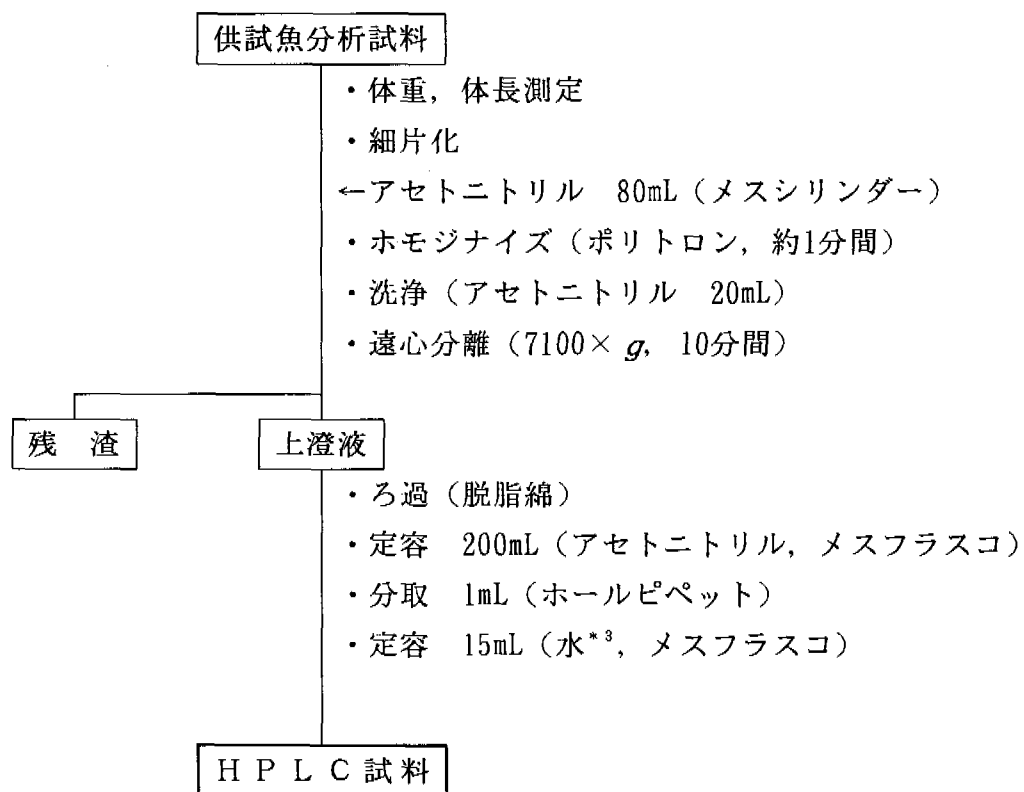 供試魚分析試料
・体重，体長測定
・細片化
←アセトニトリル　80mL（メスシリンダー）
・ホモジナイズ（ポリトロン，約1分間）
・洗浄（アセトニトリル　20mL）
・遠心分離（7100× g，10分間）
残　渣
上澄液
・ろ過（脱脂綿）
・定容　200mL（アセトニトリル，メスフラスコ）
・分取　1mL（ホールピペット）
・定容　15mL（水*3，メスフラスコ）
ＨＰＬＣ試料